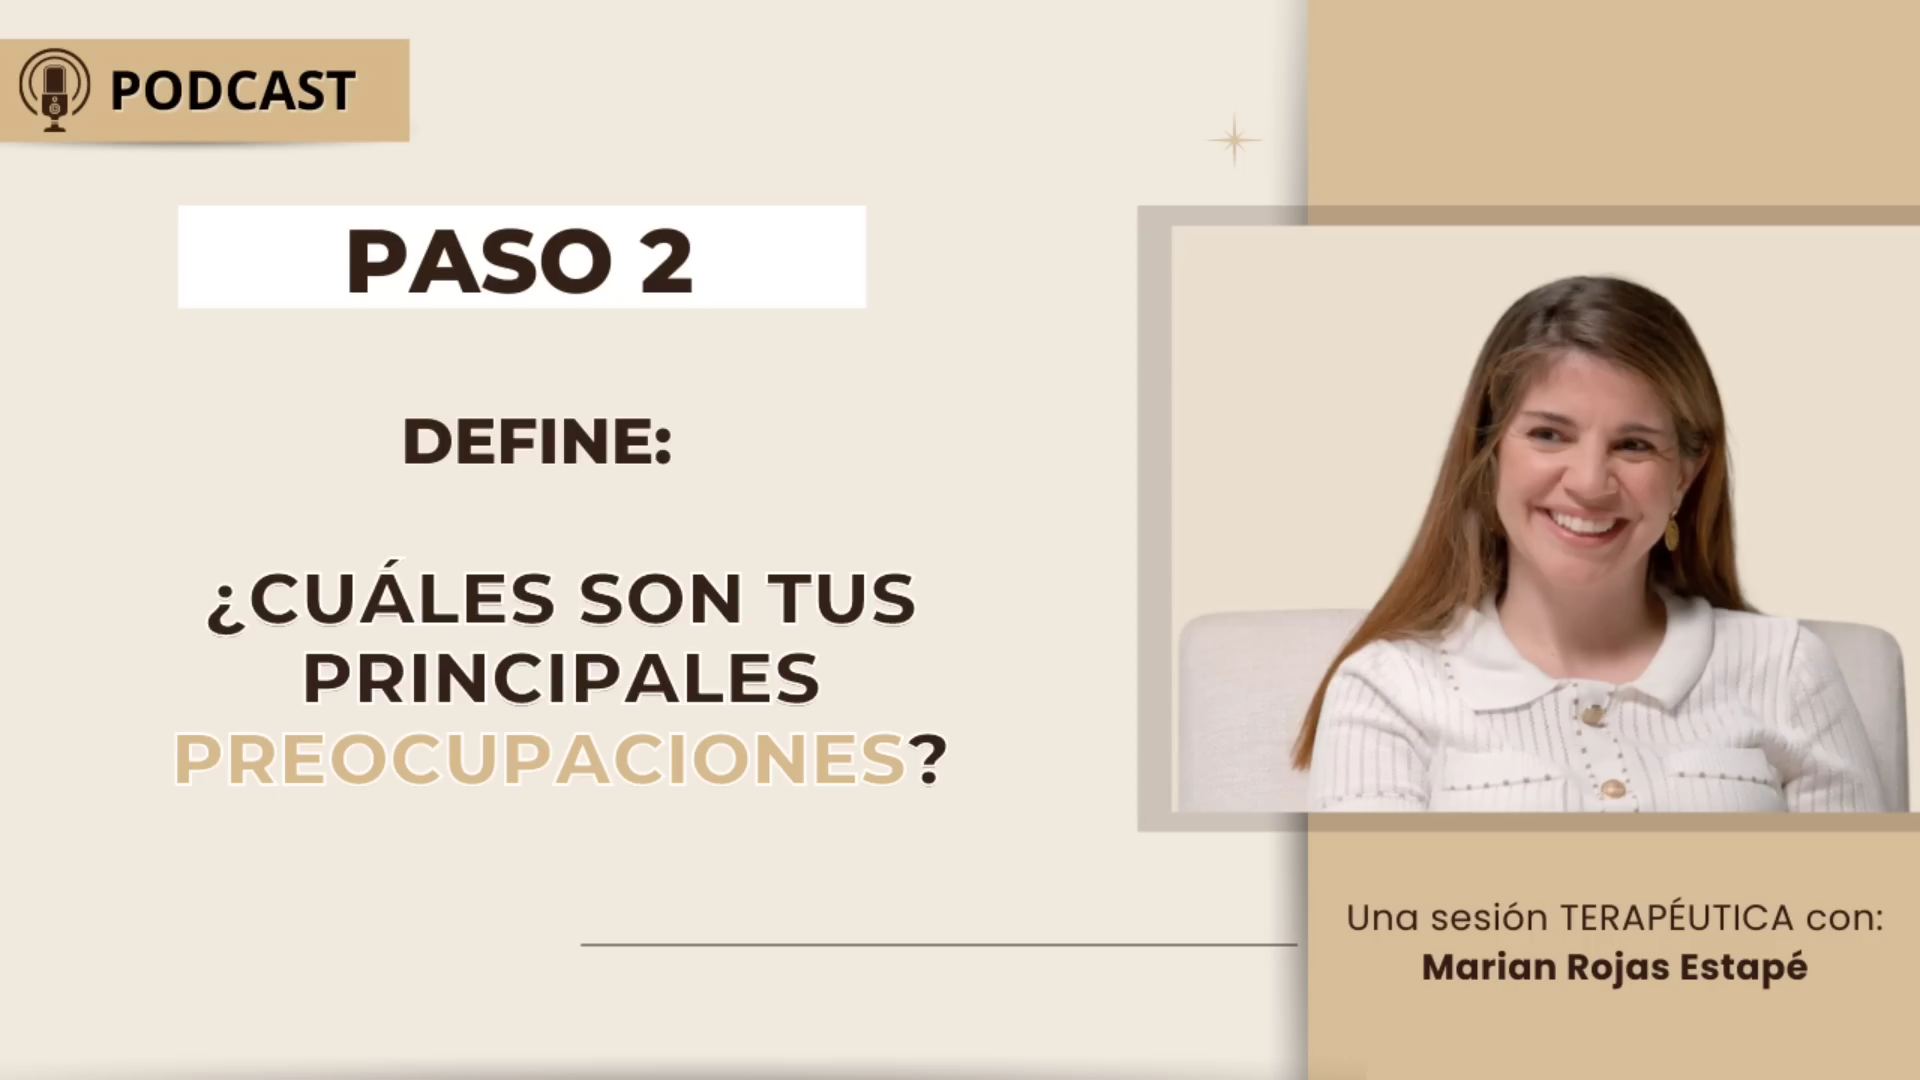 PODCAST
PASO 2
DEFINE:
¿CUÁLES SON TUS
PRINCIPALES
PREOCUPACIONES?
Una sesión TERAPÉUTICA con:
Marian Rojas Estapé